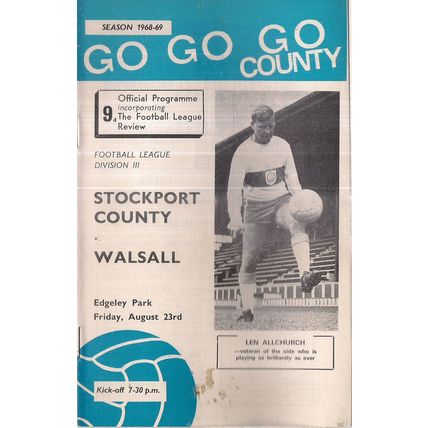 SEASON 1968-69
GO GO GO
COUNTY
9d
Official Programme
incorporating
The Football League
Review
FOOTBALL LEAGUE
DIVISION III
STOCKPORT
COUNTY
v.
WALSALL
Edgeley Park
Friday, August 23rd
LEN ALLCHURCH
—veteran of the side who is
playing as brilliantly as ever
Kick-off 7-30 p.m.